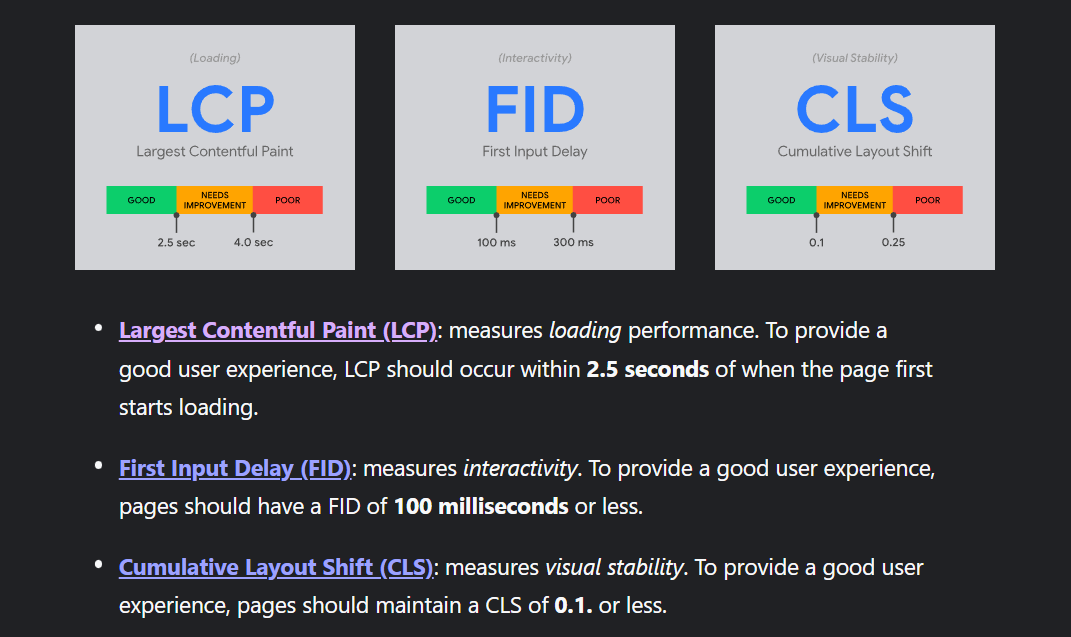 (Loading)
LCP
Largest Contentful Paint
GOOD
NEEDS
IMPROVEMENT
POOR
2.5 sec
4.0 sec
(Interactivity)
FID
First Input Delay
GOOD
NEEDS
IMPROVEMENT
POOR
100 ms
300 ms
(Visual Stability)
CLS
Cumulative Layout Shift
GOOD
NEEDS
IMPROVEMENT
POOR
0.1
0.25
• Largest Contentful Paint (LCP): measures loading performance. To provide a
good user experience, LCP should occur within 2.5 seconds of when the page first
starts loading.
• First Input Delay (FID): measures interactivity. To provide a good user experience,
pages should have a FID of 100 milliseconds or less.
• Cumulative Layout Shift (CLS): measures visual stability. To provide a good user
experience, pages should maintain a CLS of 0.1. or less.